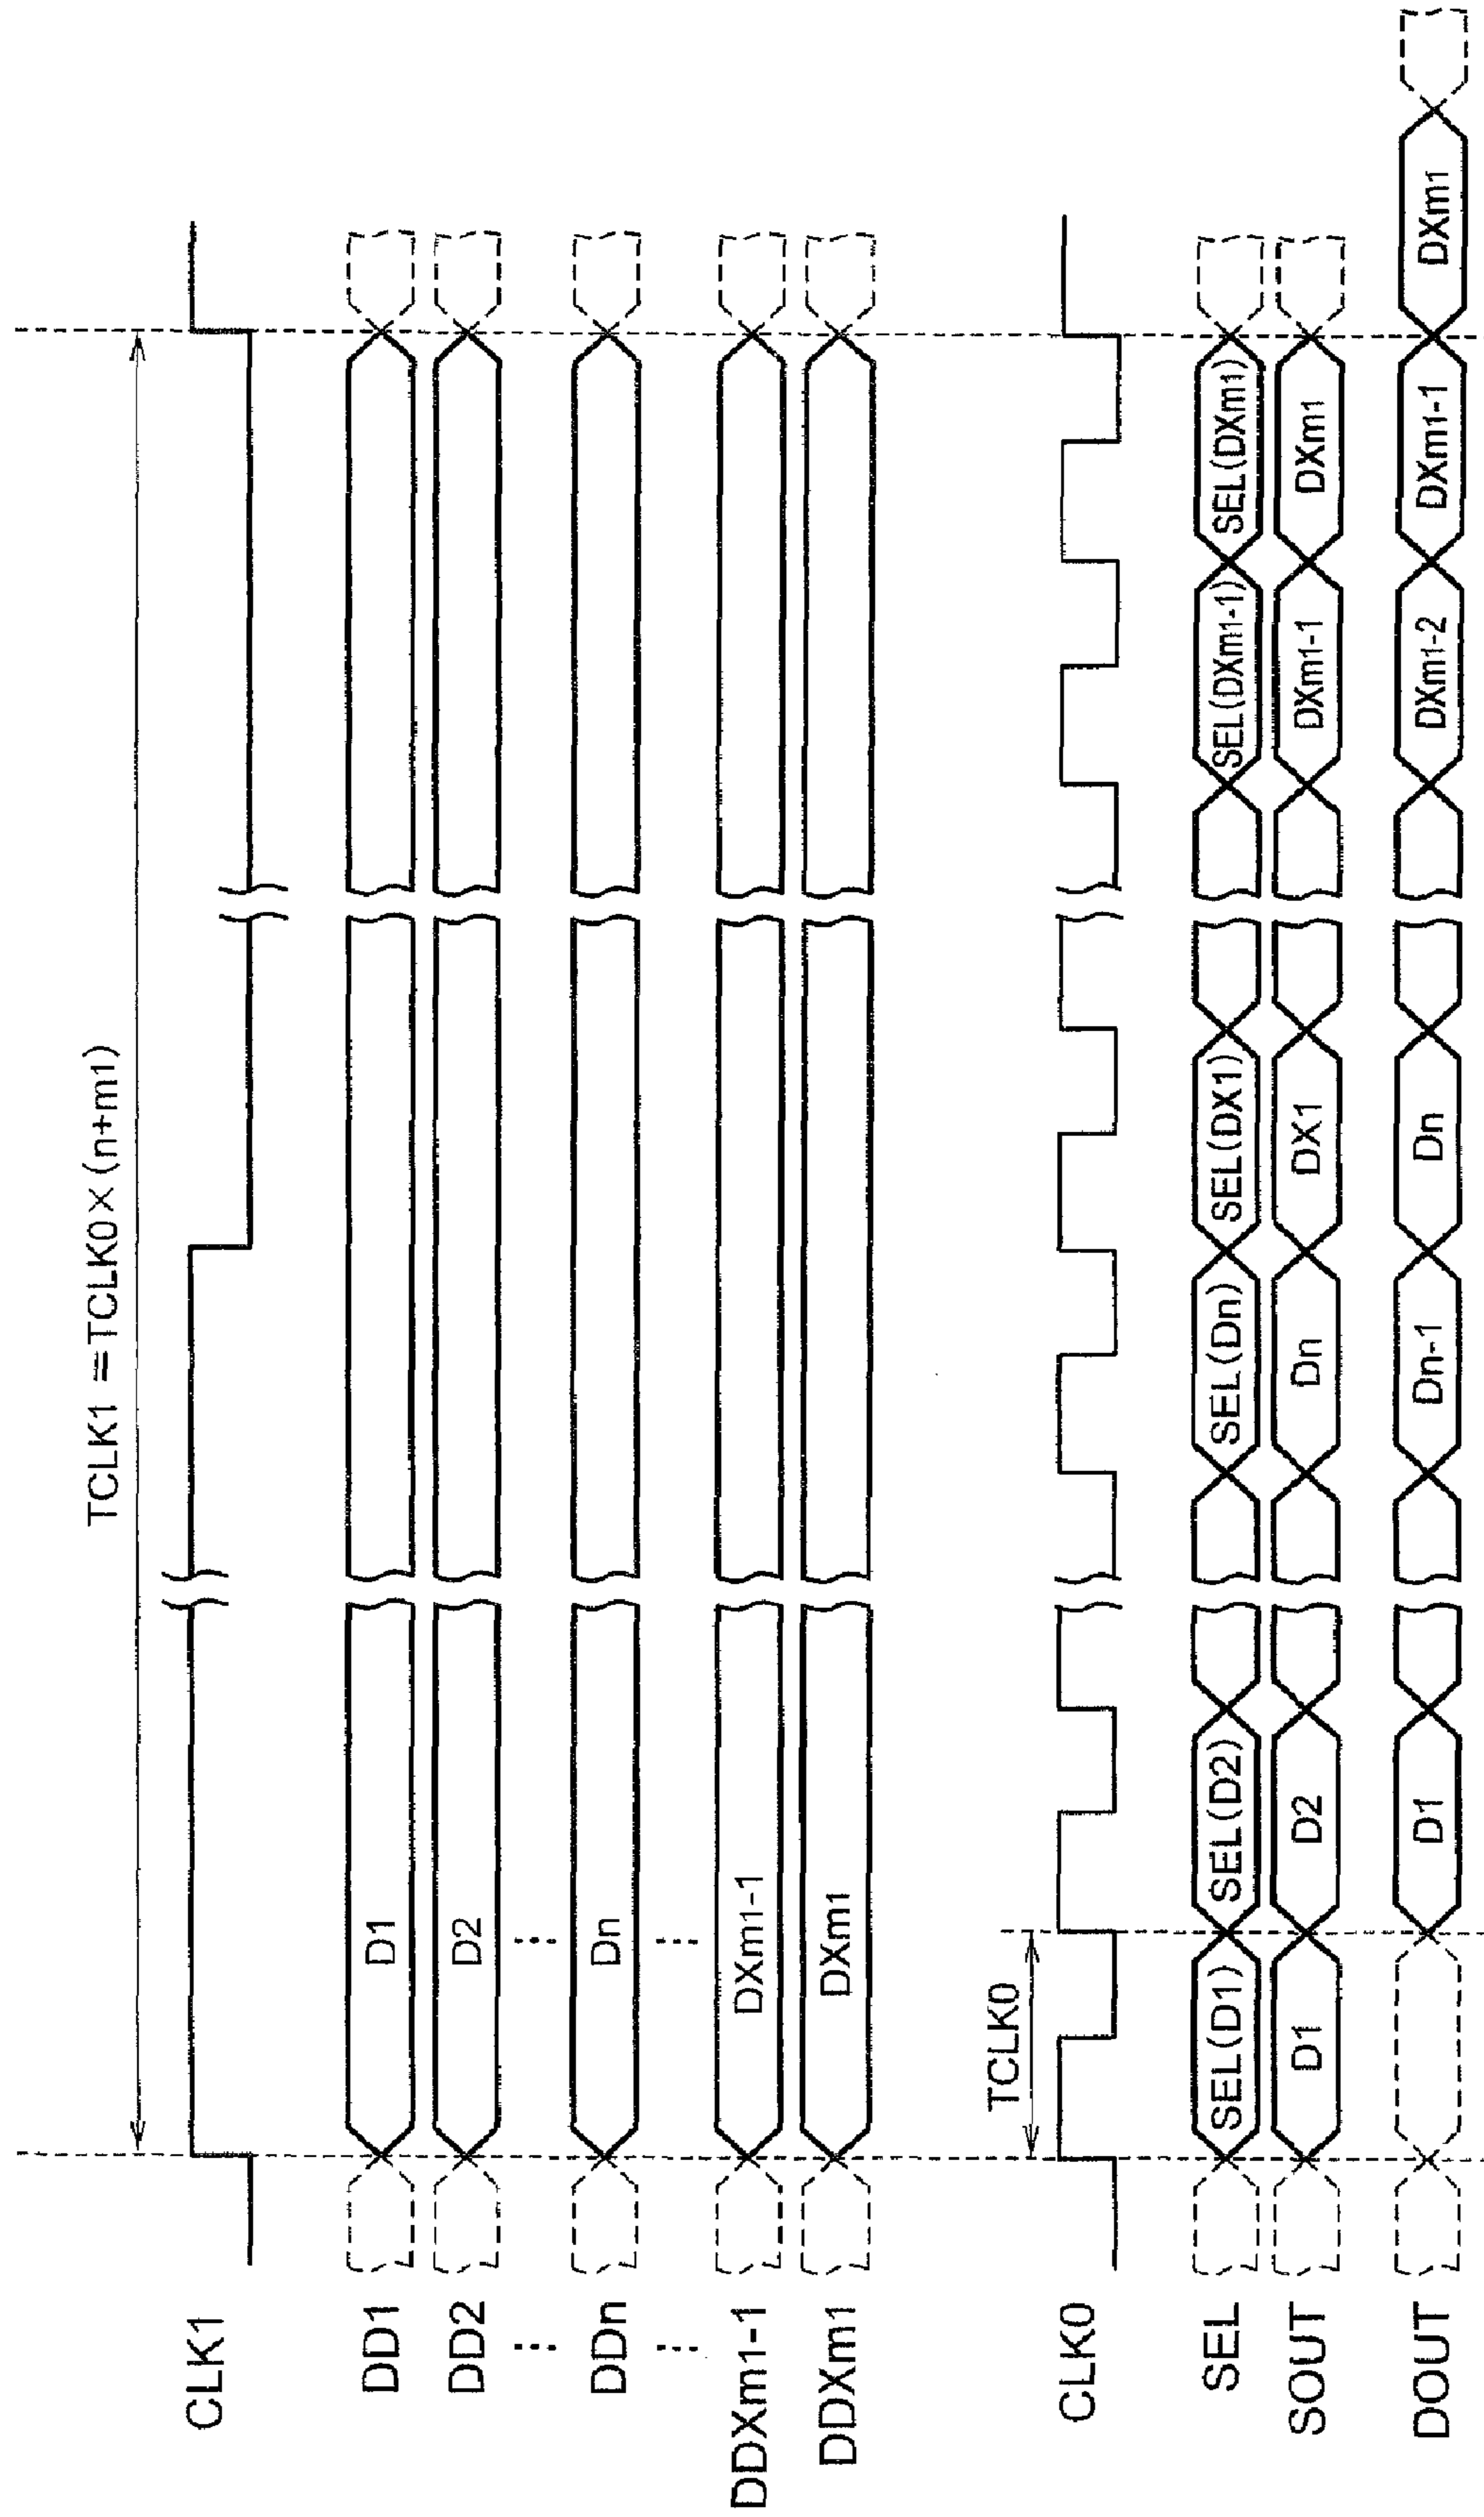 TCLK1 =TCLK0×(n+m1)
CLK1
DD1 D1
DD2 D2
... ...
DDn Dn
... ...
DDXm1-1 DXm1-1
DDXm1 DXm1
TCLK0
CLK0
SEL SEL(D1) SEL(D2) SEL(Dn) SEL(DX1) SEL(DXm1-1) SEL(DXm1)
SOUT D1 D2 Dn DX1 DXm1-1 DXm1
DOUT D1 Dn-1 Dn DXm1-2 DXm1-1 DXm1